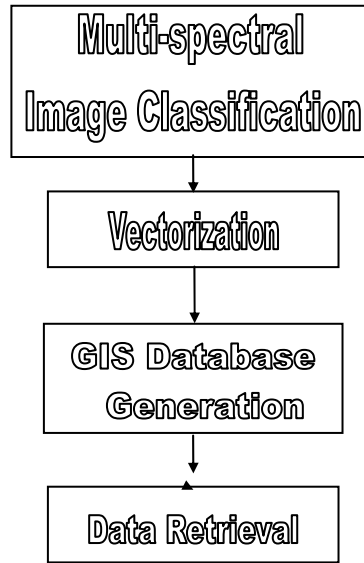 Multi-spectral
Image Classification
Vectorization
GIS Database
Generation
Data Retrieval